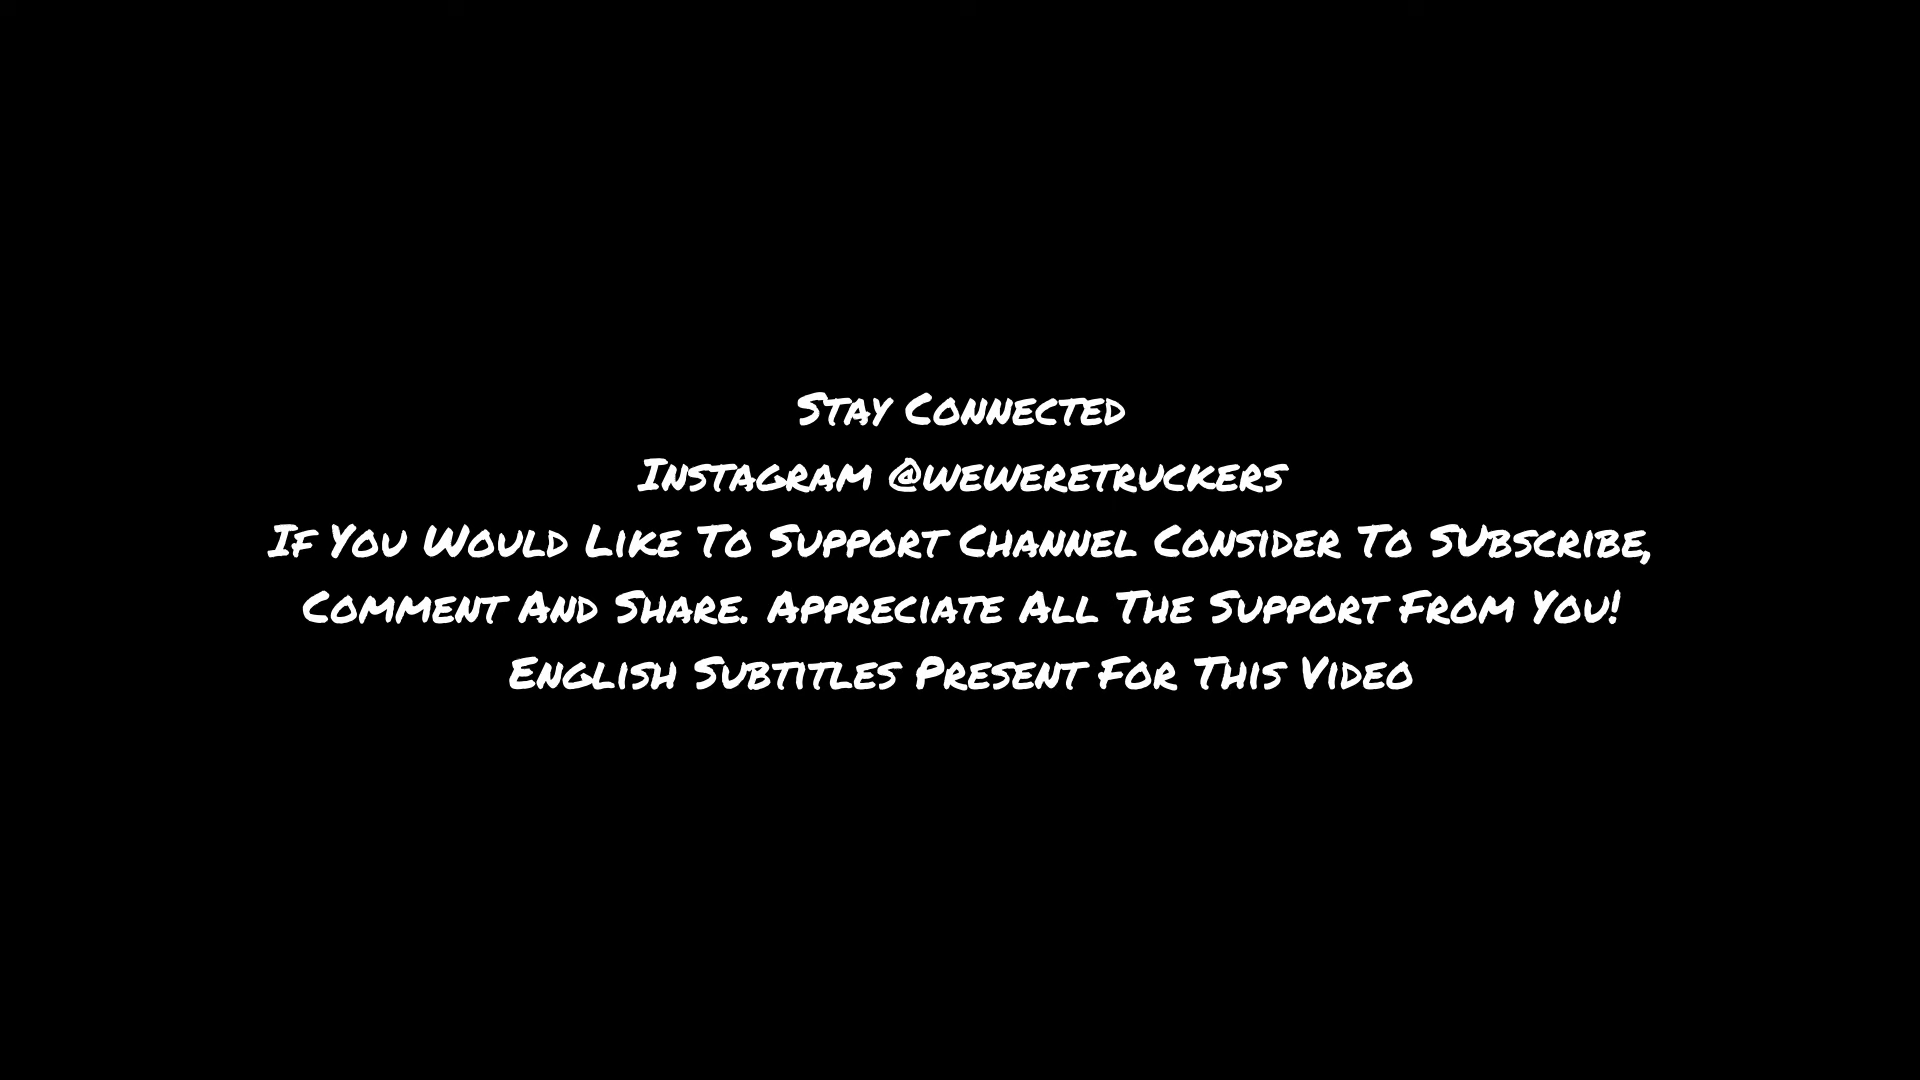 Stay Connected
Instagram @weweretruckers
If You Would Like To Support Channel Consider To SUbscribe,
Comment And Share. Appreciate All The Support From You!
English Subtitles Present For This Video